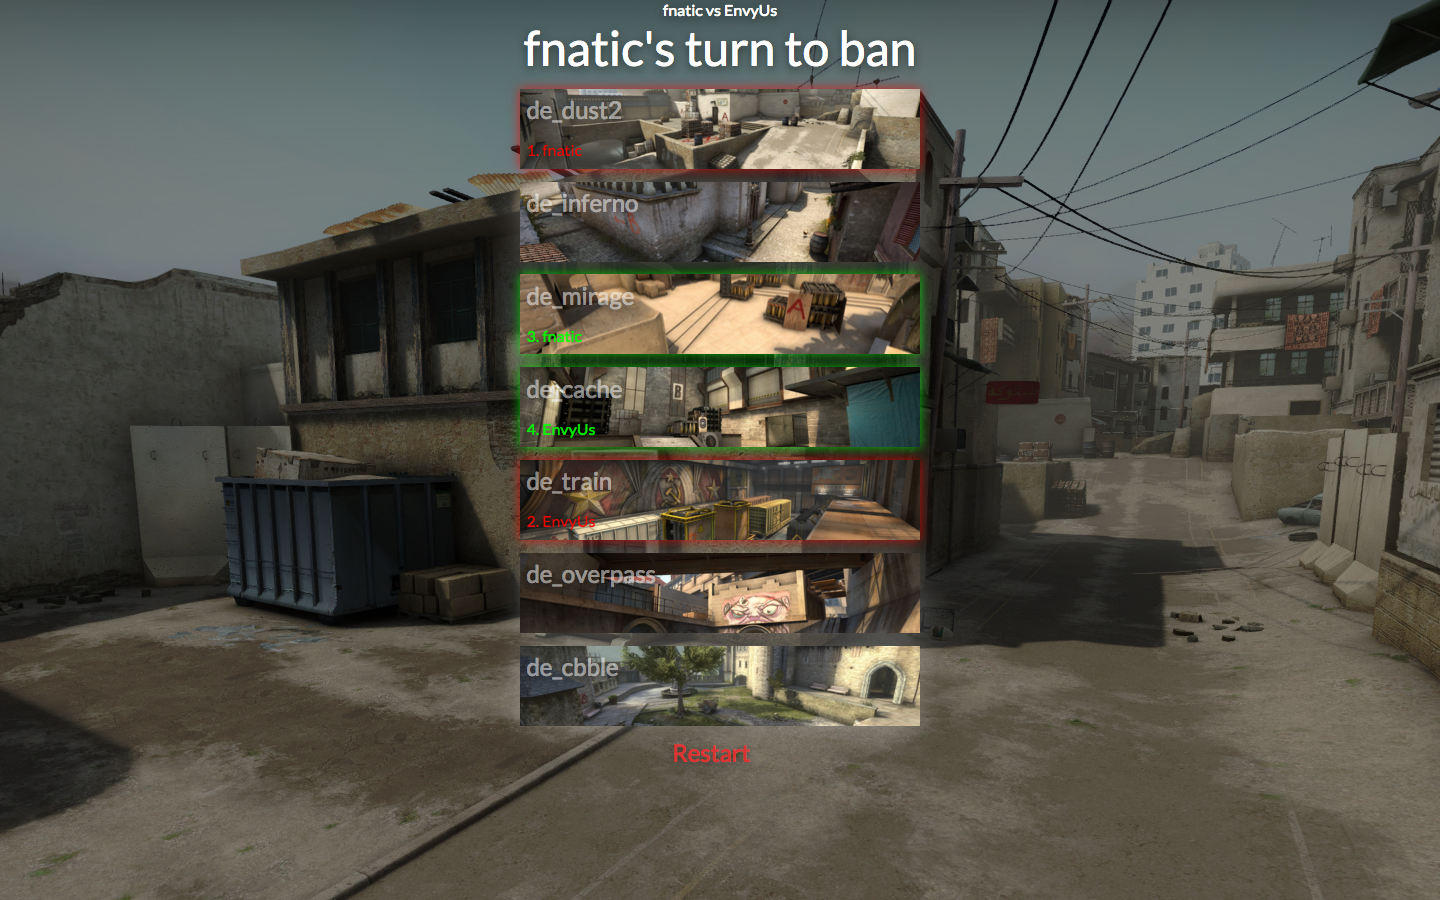 fnatic vs EnvyUs
fnatic's turn to ban
de_dust2
1. fnatic
de_inferno
de_mirage
A
3. fnatic
de_cache
B
4. EnvyUs
de_train
2. EnvyUs
de_overpass
de_cbble
Restart